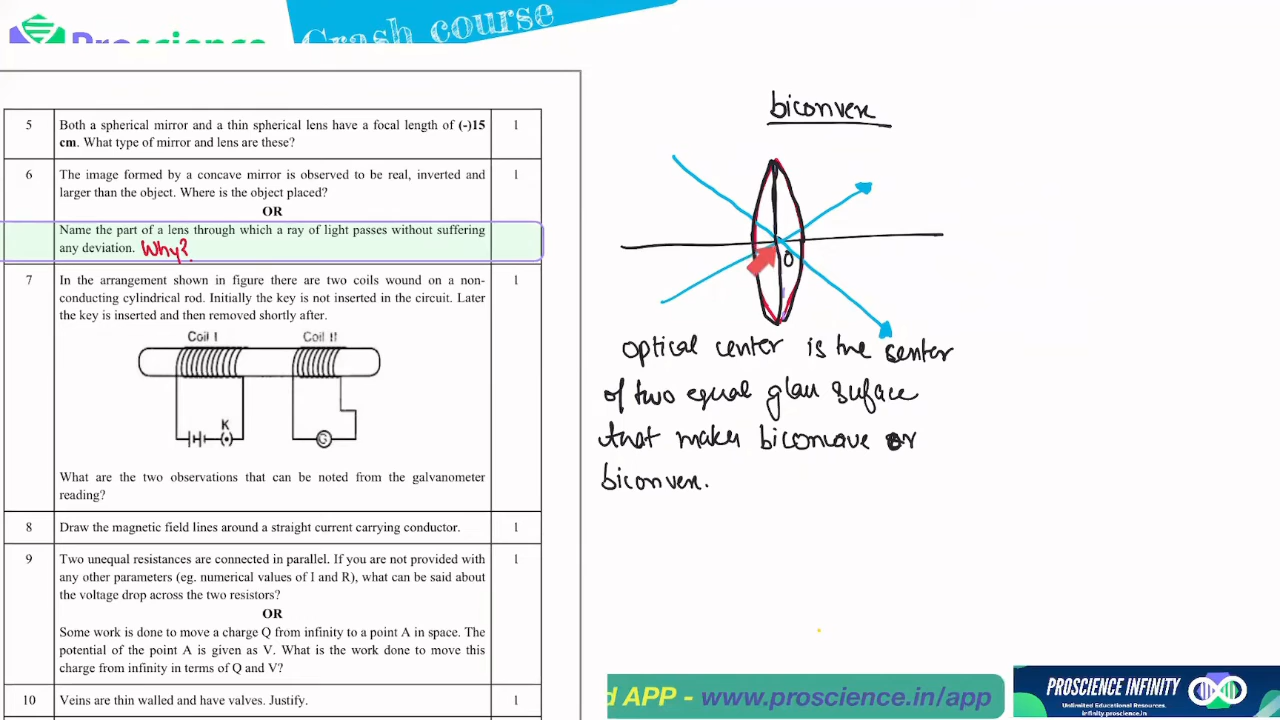 Proscience
Crash course
5 Both a spherical mirror and a thin spherical lens have a focal length of (-)15 1
cm. What type of mirror and lens are these?
6 The image formed by a concave mirror is observed to be real, inverted and 1
larger than the object. Where is the object placed?
OR
Name the part of a lens through which a ray of light passes without suffering
any deviation. Why?
7 In the arrangement shown in figure there are two coils wound on a non- 1
conducting cylindrical rod. Initially the key is not inserted in the circuit. Later
the key is inserted and then removed shortly after.
Coil I Coil II
K
G
What are the two observations that can be noted from the galvanometer
reading?
8 Draw the magnetic field lines around a straight current carrying conductor. 1
9 Two unequal resistances are connected in parallel. If you are not provided with 1
any other parameters (eg. numerical values of I and R), what can be said about
the voltage drop across the two resistors?
OR
Some work is done to move a charge Q from infinity to a point A in space. The
potential of the point A is given as V. What is the work done to move this
charge from infinity in terms of Q and V?
10 Veins are thin walled and have valves. Justify. 1
biconvex
O
optical center is the center
of two equal glass suface
that makes biconcave or
biconvex.
d APP - www.proscience.in/app
PROSCIENCE INFINITY
Unlimited Educational Resources.
infinity.proscience.in